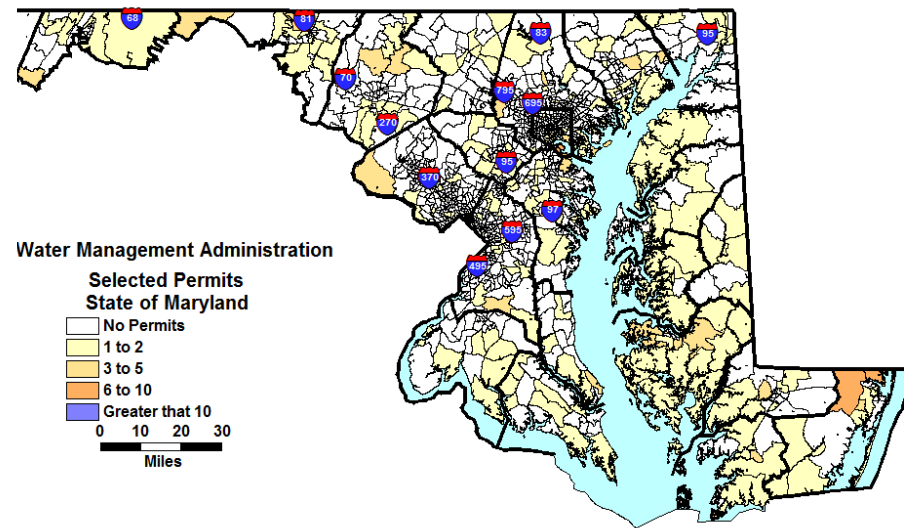 68
81
83
95
70
795
695
270
95
370
97
595
495
Water Management Administration
Selected Permits
State of Maryland
No Permits
1 to 2
3 to 5
6 to 10
Greater that 10
0 10 20 30
Miles